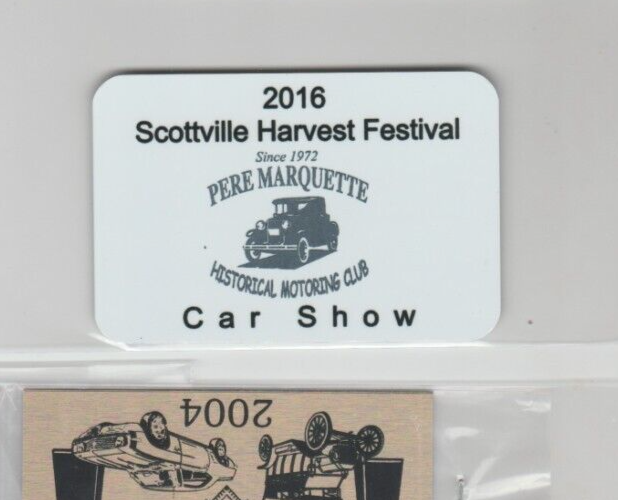 2016
Scottville Harvest Festival
Since 1972
PERE MARQUETTE
HISTORICAL MOTORING CLUB
Car Show
2004